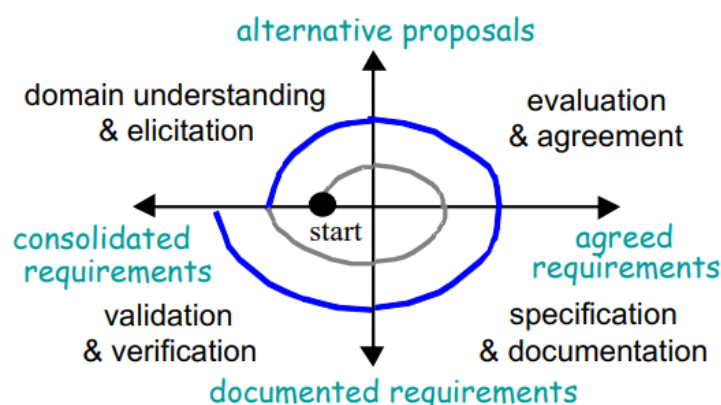 alternative proposals
domain understanding
& elicitation
evaluation
& agreement
start
consolidated
requirements
agreed
requirements
validation
& verification
specification
& documentation
documented requirements